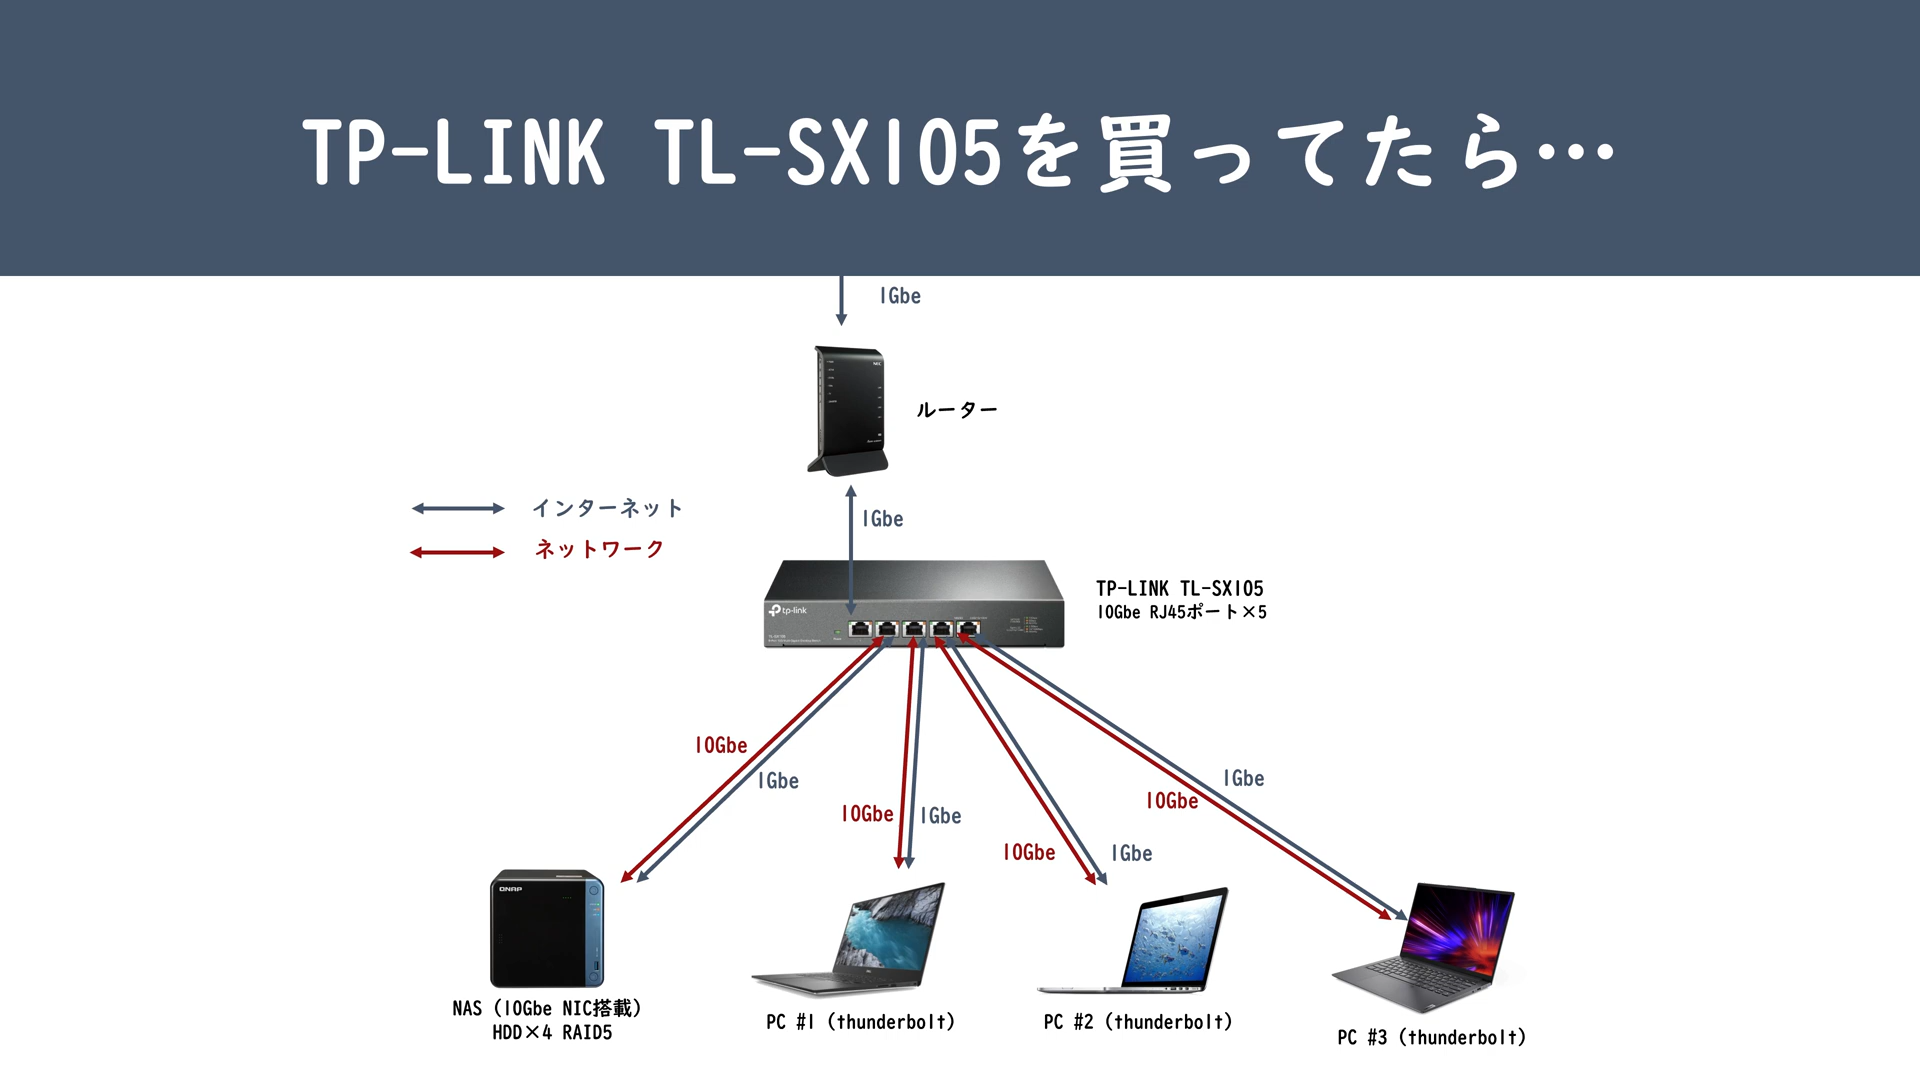 TP-LINK TL-SX105を買ってたら…
1Gbe
ルーター
インターネット
ネットワーク
1Gbe
tp-link
TP-LINK TL-SX105
10Gbe RJ45ポート×5
10Gbe
1Gbe
10Gbe
1Gbe
10Gbe
1Gbe
10Gbe
1Gbe
QNAP
NAS (10Gbe NIC搭載)
HDD×4 RAID5
PC #1 (thunderbolt)
PC #2 (thunderbolt)
PC #3 (thunderbolt)